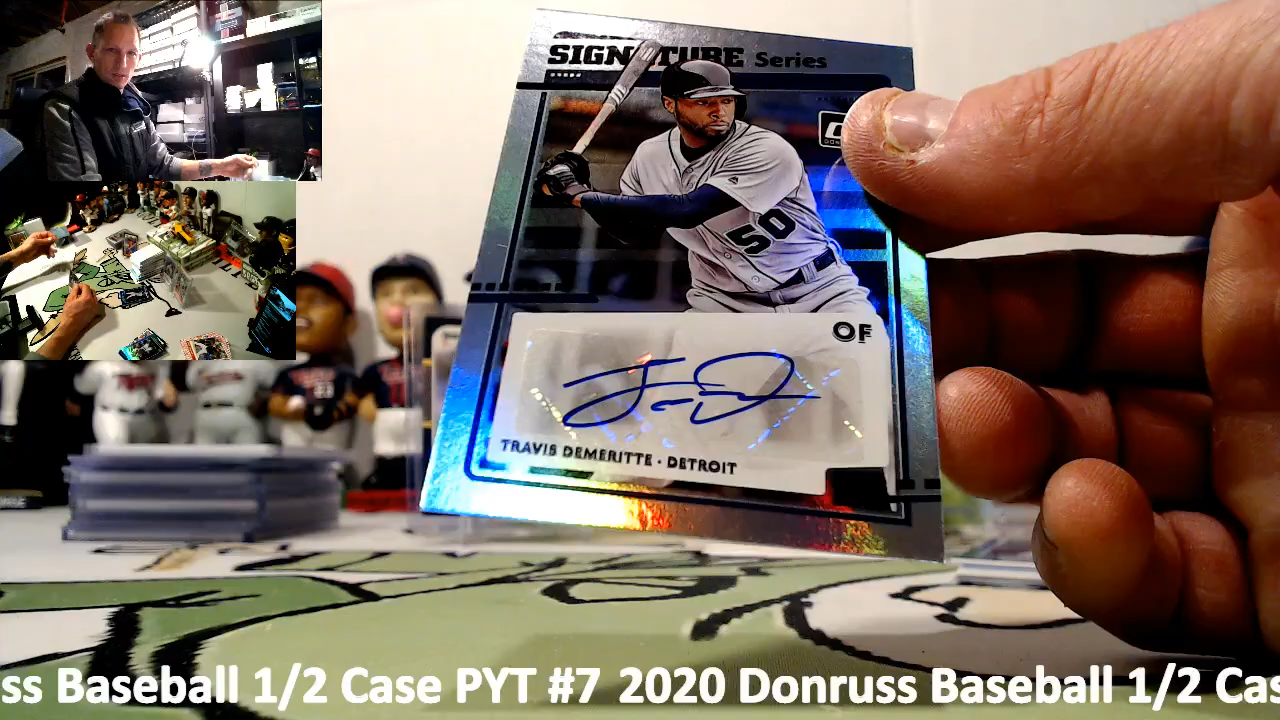 SIGNATURE Series
50
OF
TRAVIS DEMERITTE · DETROIT
ss Baseball 1/2 Case PYT #7 2020 Donruss Baseball 1/2 Cas